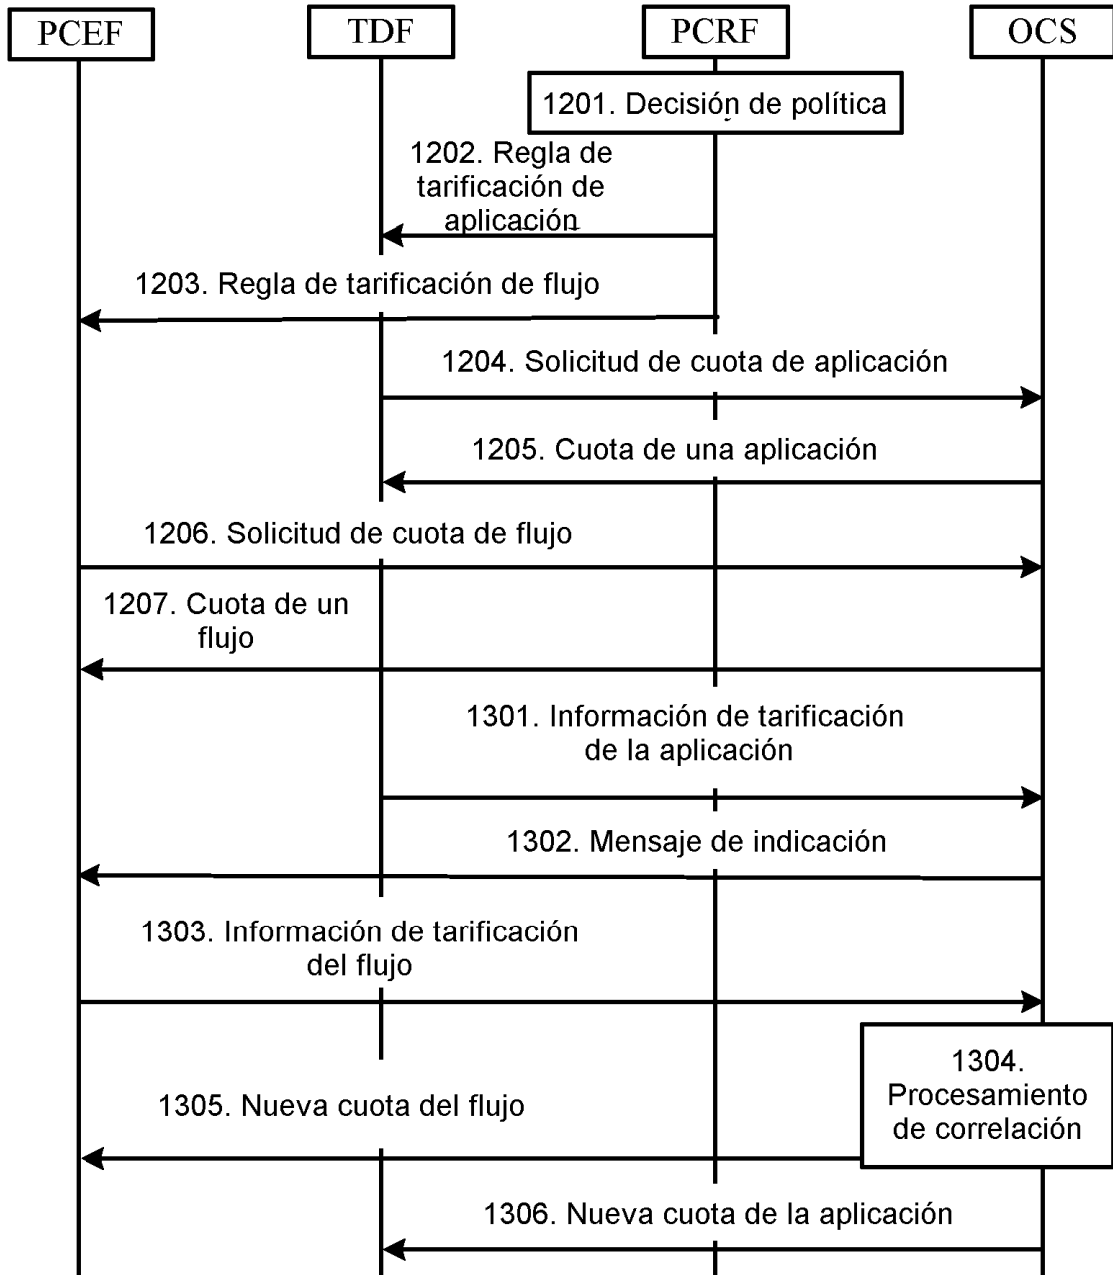 PCEF
TDF
PCRF
OCS
1201. Decisión de política
1202. Regla de
tarificación de
aplicación
1203. Regla de tarificación de flujo
1204. Solicitud de cuota de aplicación
1205. Cuota de una aplicación
1206. Solicitud de cuota de flujo
1207. Cuota de un
flujo
1301. Información de tarificación
de la aplicación
1302. Mensaje de indicación
1303. Información de tarificación
del flujo
1304.
Procesamiento
de correlación
1305. Nueva cuota del flujo
1306. Nueva cuota de la aplicación